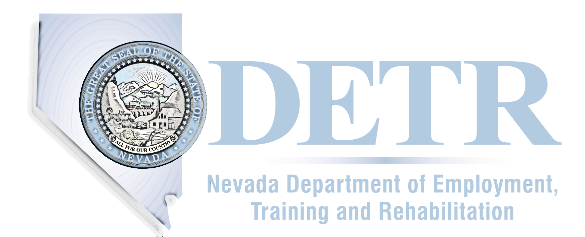 THE GREAT SEAL OF THE STATE OF
NEVADA
ALL FOR OUR COUNTRY
DETR
Nevada Department of Employment,
Training and Rehabilitation